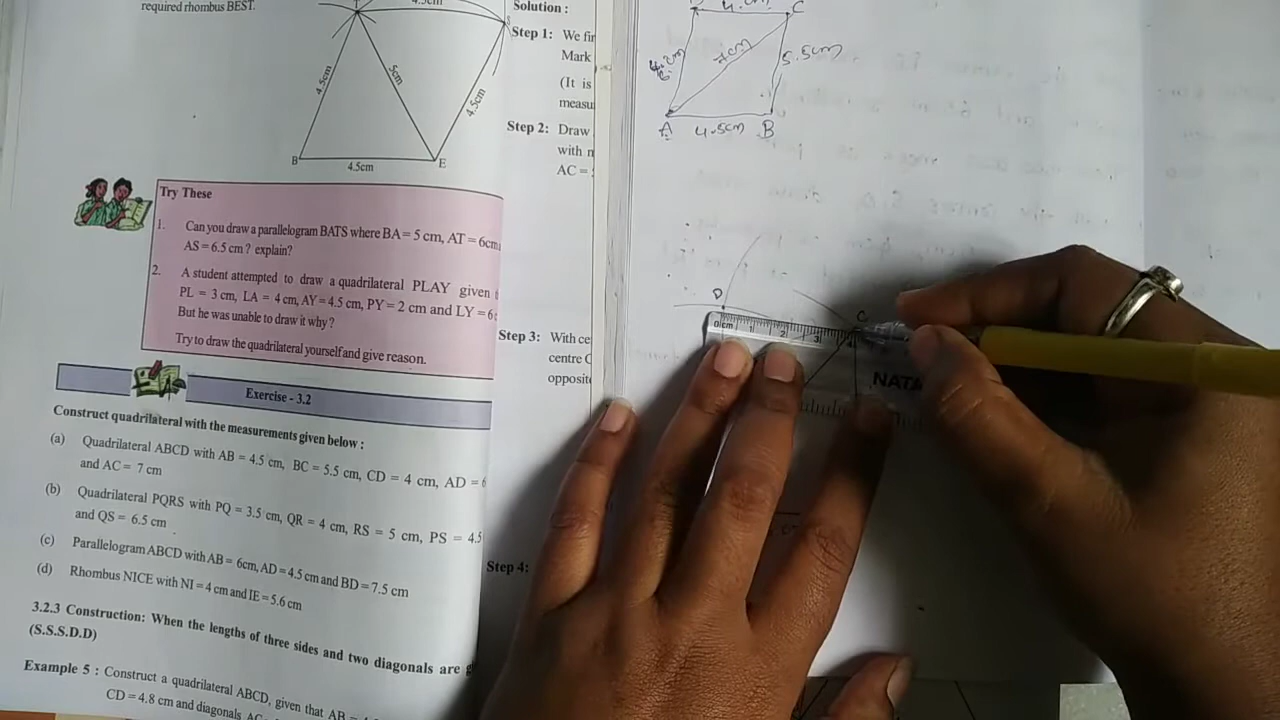 required rhombus BEST.
4.5cm
5cm
4.5cm
4.5cm
B
E
4.5cm
Try These
1. Can you draw a parallelogram BATS where BA = 5 cm, AT = 6cm
AS = 6.5 cm ? explain?
2. A student attempted to draw a quadrilateral PLAY given
PL = 3 cm, LA = 4 cm, AY = 4.5 cm, PY = 2 cm and LY = 6
But he was unable to draw it why ?
Try to draw the quadrilateral yourself and give reason.
Exercise - 3.2
Construct quadrilateral with the measurements given below :
(a) Quadrilateral ABCD with AB = 4.5 cm, BC = 5.5 cm, CD = 4 cm, AD = 6
and AC = 7 cm
(b) Quadrilateral PQRS with PQ = 3.5 cm, QR = 4 cm, RS = 5 cm, PS = 4.5
and QS = 6.5 cm
(c) Parallelogram ABCD with AB = 6cm, AD = 4.5 cm and BD = 7.5 cm
(d) Rhombus NICE with NI = 4 cm and IE = 5.6 cm
3.2.3 Construction: When the lengths of three sides and two diagonals are
(S.S.S.D.D)
Example 5 : Construct a quadrilateral ABCD, given that AB
CD = 4.8 cm and diagonals
Solution :
Step 1: We
Mark
(It is
Step 2: Draw
with
AC =
Step 3: With
centre
Step 4:
C
7cm
5.5cm
A
4.5cm
B
D
C
0 cm 1 2 3 4
NATA